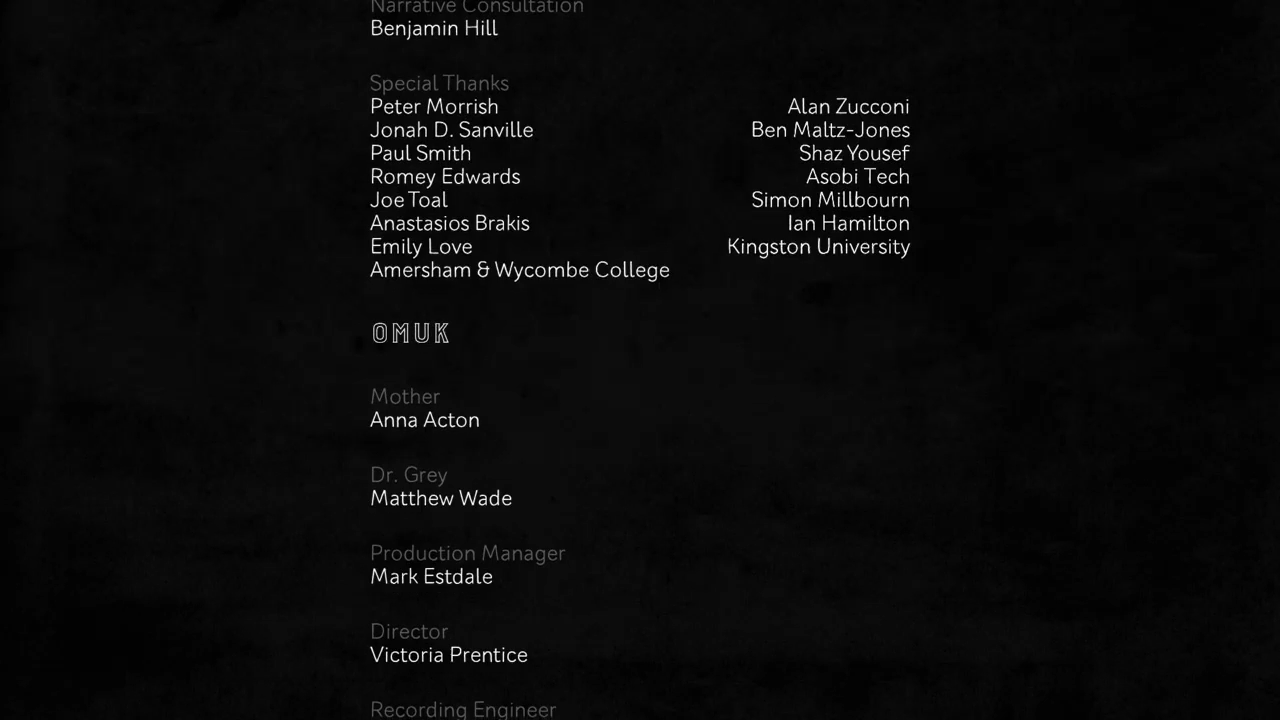 Narrative Consultation
Benjamin Hill
Special Thanks
Peter Morrish Alan Zucconi
Jonah D. Sanville Ben Maltz-Jones
Paul Smith Shaz Yousef
Romey Edwards Asobi Tech
Joe Toal Simon Millbourn
Anastasios Brakis Ian Hamilton
Emily Love Kingston University
Amersham & Wycombe College
OMUK
Mother
Anna Acton
Dr. Grey
Matthew Wade
Production Manager
Mark Estdale
Director
Victoria Prentice
Recording Engineer